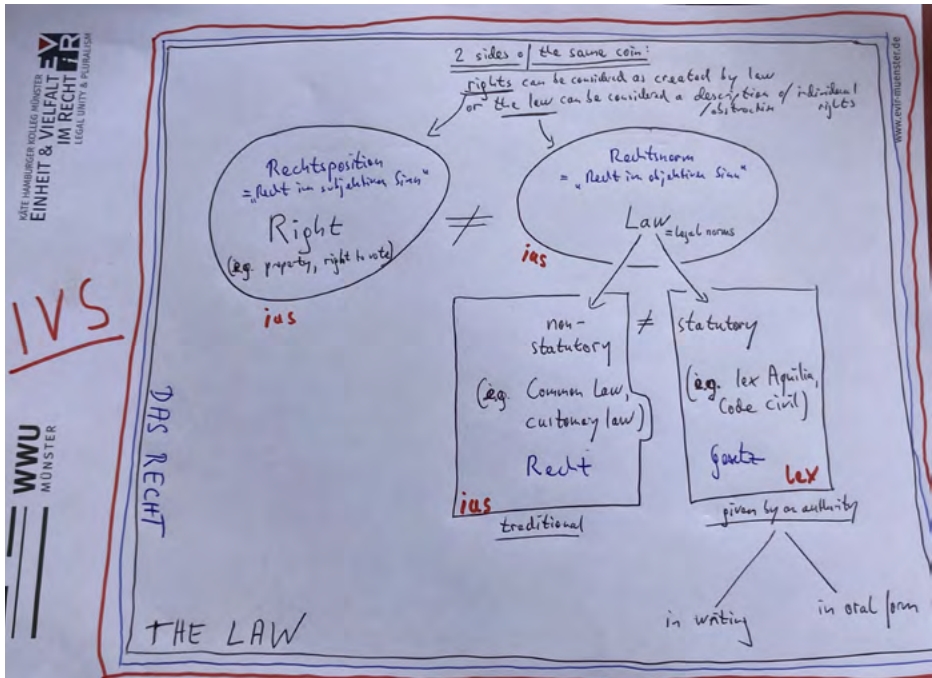 KÄTE HAMBURGER KOLLEG MÜNSTER
EINHEIT & VIELFALT
IM RECHT
LEGAL UNITY & PLURALISM
EViR
www.evir-muenster.de
2 sides of the same coin:
rights can be considered as created by law
or the law can be considered a description of individual
/abstraction rights
Rechtsposition
= „Recht im subjektiven Sinn“
Right
(e.g. property, right to vote)
ius
≠
Rechtsnorm
= „Recht im objektiven Sinn“
Law = legal norms
ius
non-
statutory
(e.g. Common Law,
customary law)
Recht
ius
traditional
≠
statutory
(e.g. lex Aquilia,
Code civil)
Gesetz
lex
given by an authority
in writing
in oral form
IVS
WWU
MÜNSTER
DAS RECHT
THE LAW